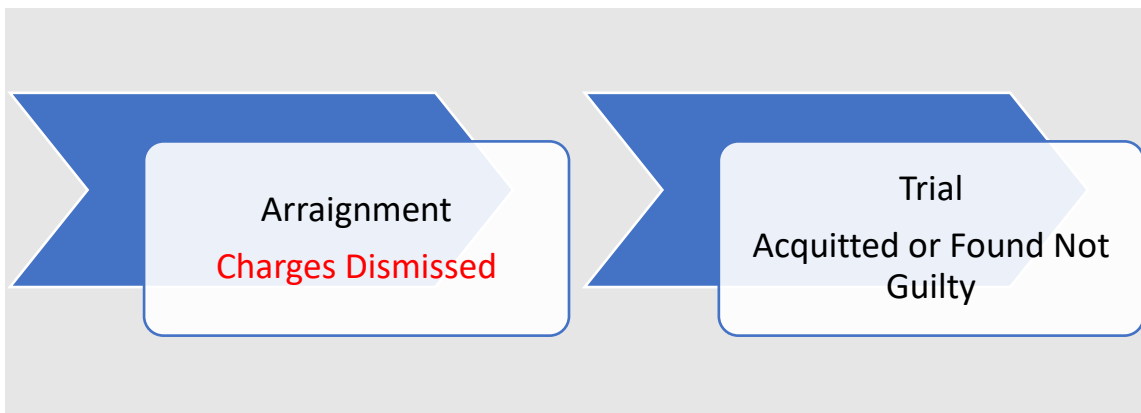 Arraignment
Charges Dismissed
Trial
Acquitted or Found Not
Guilty